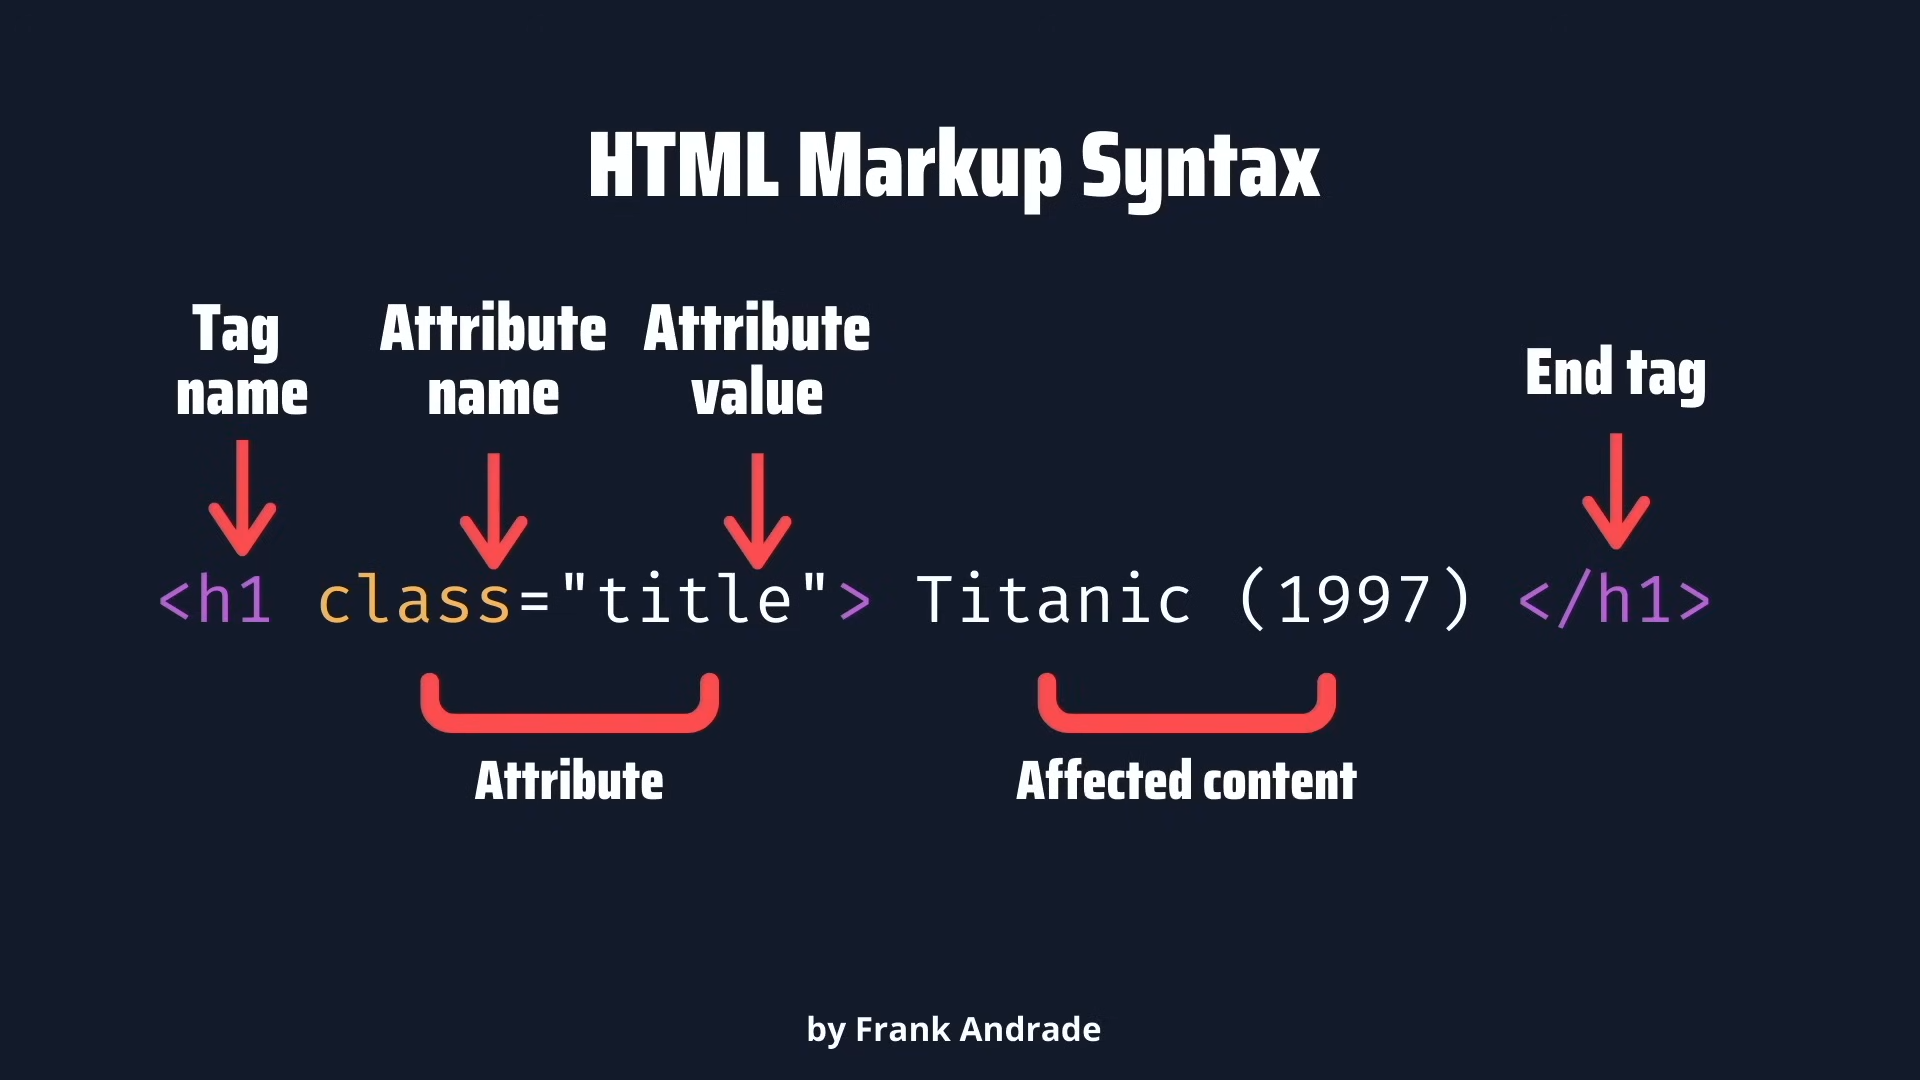 HTML Markup Syntax
Tag
name
Attribute
name
Attribute
value
End tag
<h1 class="title"> Titanic (1997) </h1>
Attribute
Affected content
by Frank Andrade